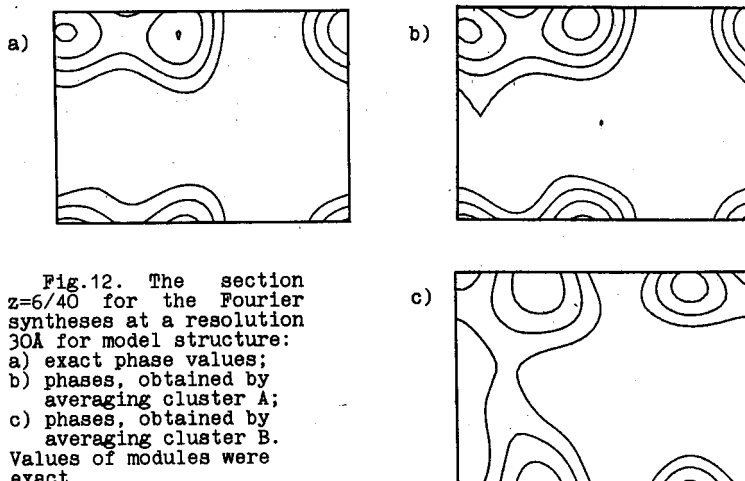 a)
b)
Fig.12. The section
z=6/40 for the Fourier
syntheses at a resolution
30Å for model structure:
a) exact phase values;
b) phases, obtained by
averaging cluster A;
c) phases, obtained by
averaging cluster B.
Values of modules were
exact
c)